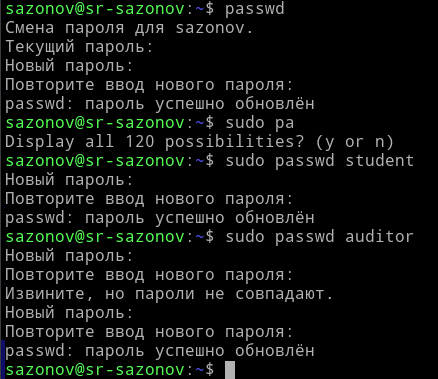 sazonov@sr-sazonov:~$ passwd
Смена пароля для sazonov.
Текущий пароль:
Новый пароль:
Повторите ввод нового пароля:
passwd: пароль успешно обновлён
sazonov@sr-sazonov:~$ sudo pa
Display all 120 possibilities? (y or n)
sazonov@sr-sazonov:~$ sudo passwd student
Новый пароль:
Повторите ввод нового пароля:
passwd: пароль успешно обновлён
sazonov@sr-sazonov:~$ sudo passwd auditor
Новый пароль:
Повторите ввод нового пароля:
Извините, но пароли не совпадают.
Новый пароль:
Повторите ввод нового пароля:
passwd: пароль успешно обновлён
sazonov@sr-sazonov:~$